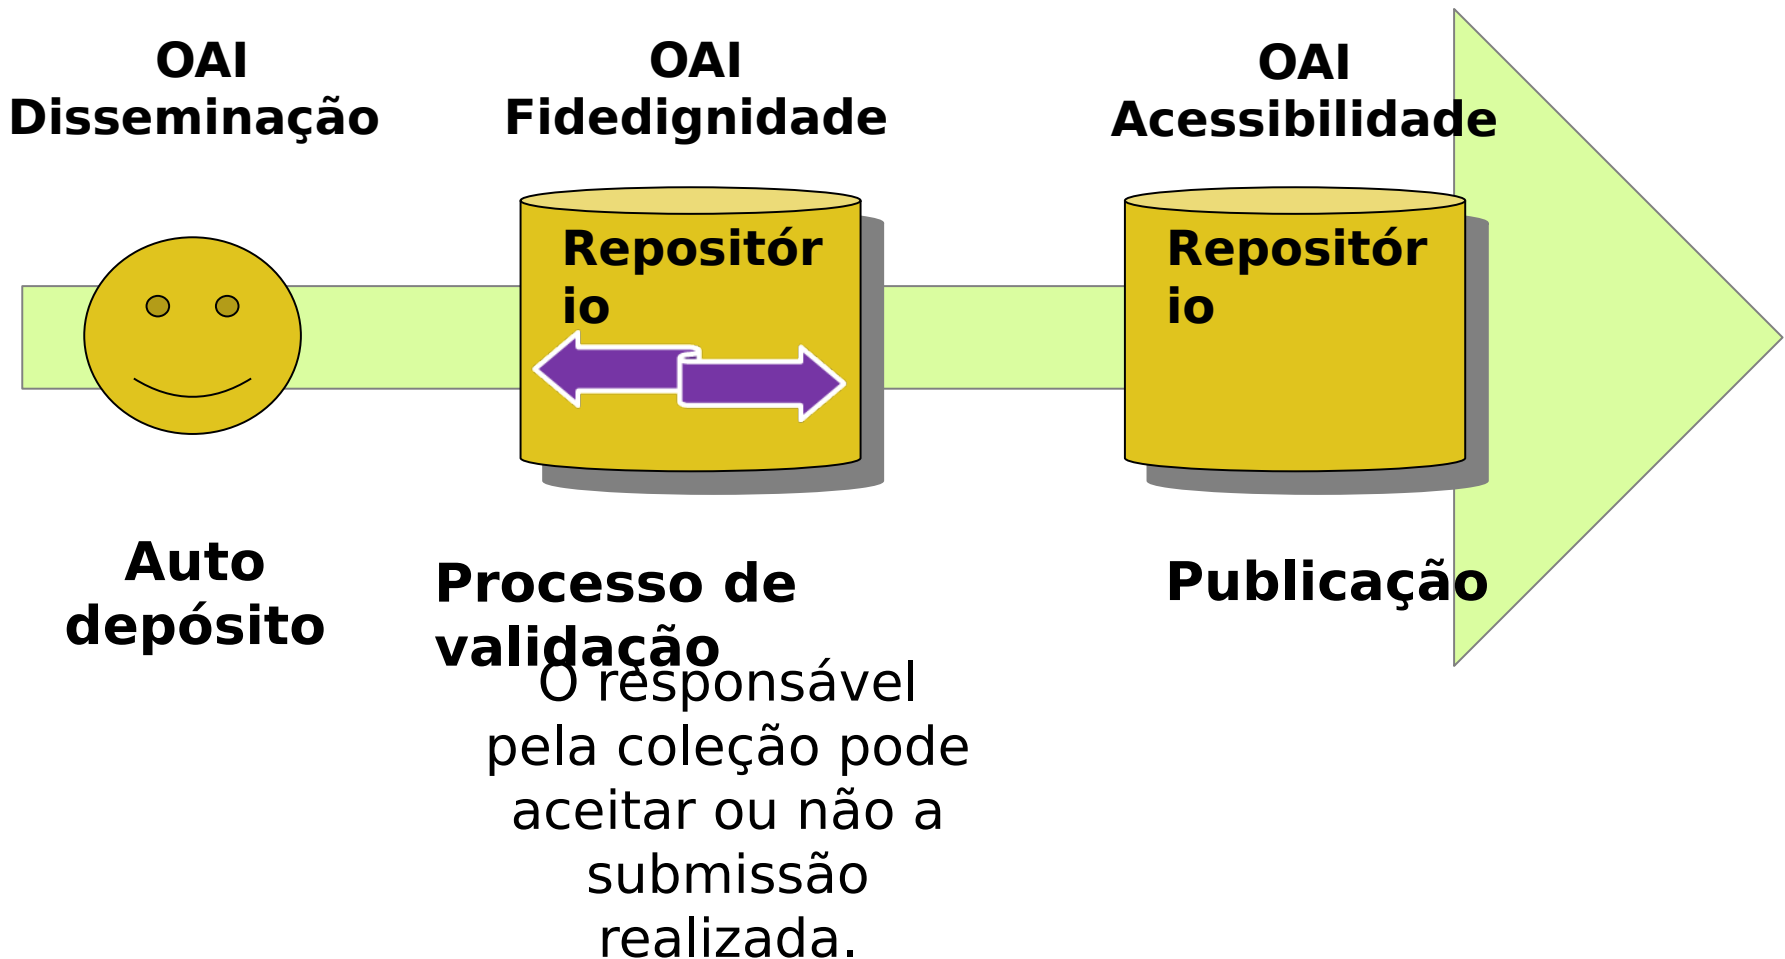 OAI
Disseminação
OAI
Fidedignidade
OAI
Acessibilidade
Repositór
io
Repositór
io
Auto
depósito
Processo de
validação
O responsável
pela coleção pode
aceitar ou não a
submissão
realizada.
Publicação